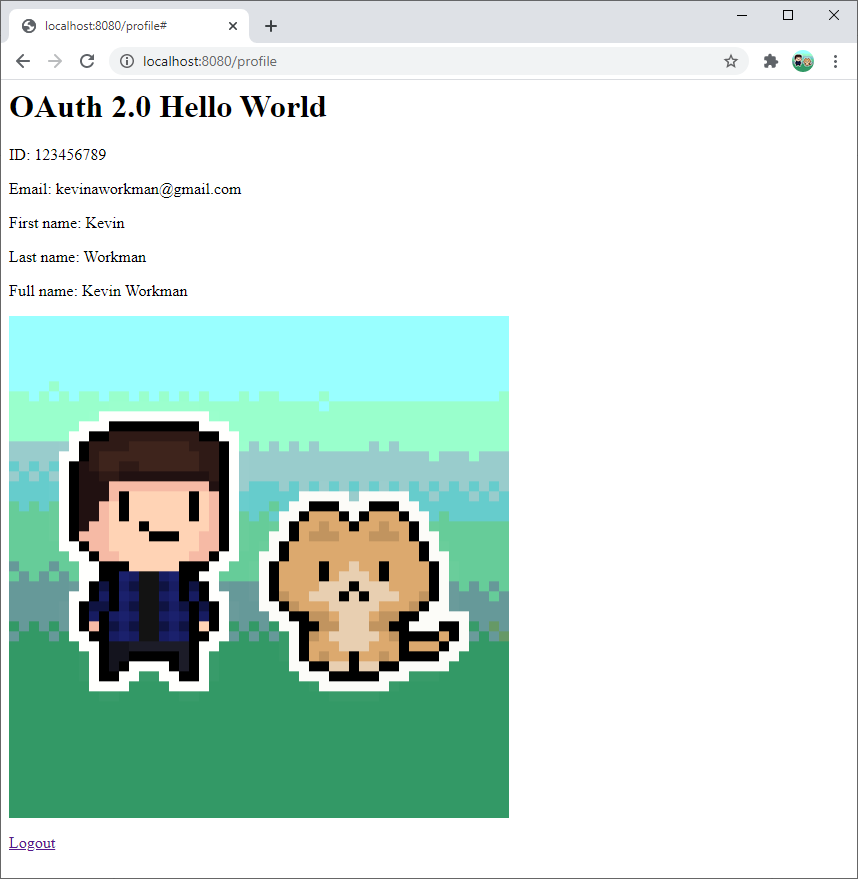 localhost:8080/profile#
localhost:8080/profile
OAuth 2.0 Hello World
ID: 123456789
Email: kevinaworkman@gmail.com
First name: Kevin
Last name: Workman
Full name: Kevin Workman
Logout